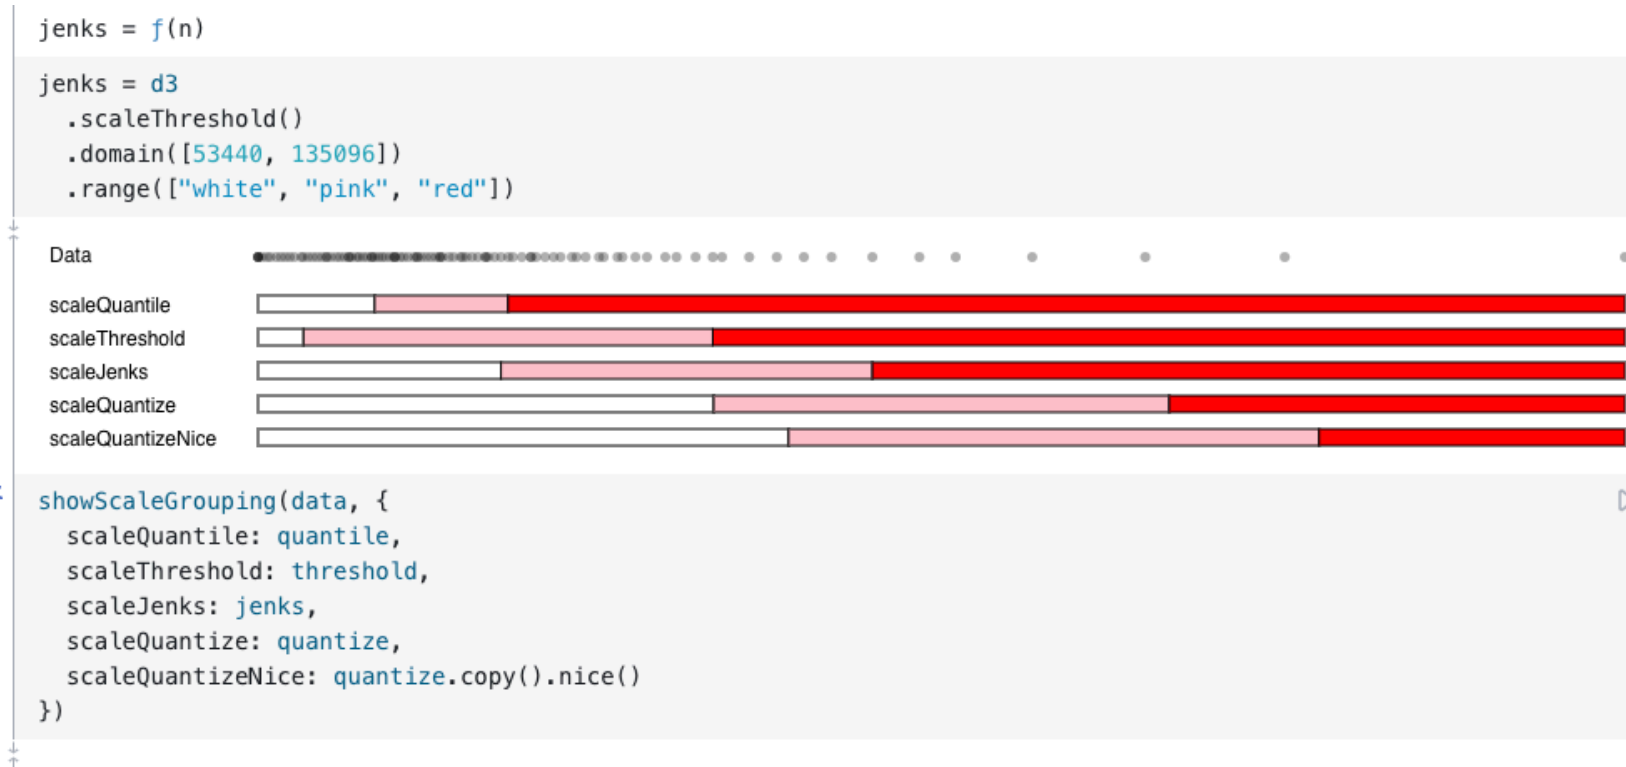 jenks = ƒ(n)
jenks = d3
.scaleThreshold()
.domain([53440, 135096])
.range(["white", "pink", "red"])
Data
scaleQuantile
scaleThreshold
scaleJenks
scaleQuantize
scaleQuantizeNice
showScaleGrouping(data, {
scaleQuantile: quantile,
scaleThreshold: threshold,
scaleJenks: jenks,
scaleQuantize: quantize,
scaleQuantizeNice: quantize.copy().nice()
})